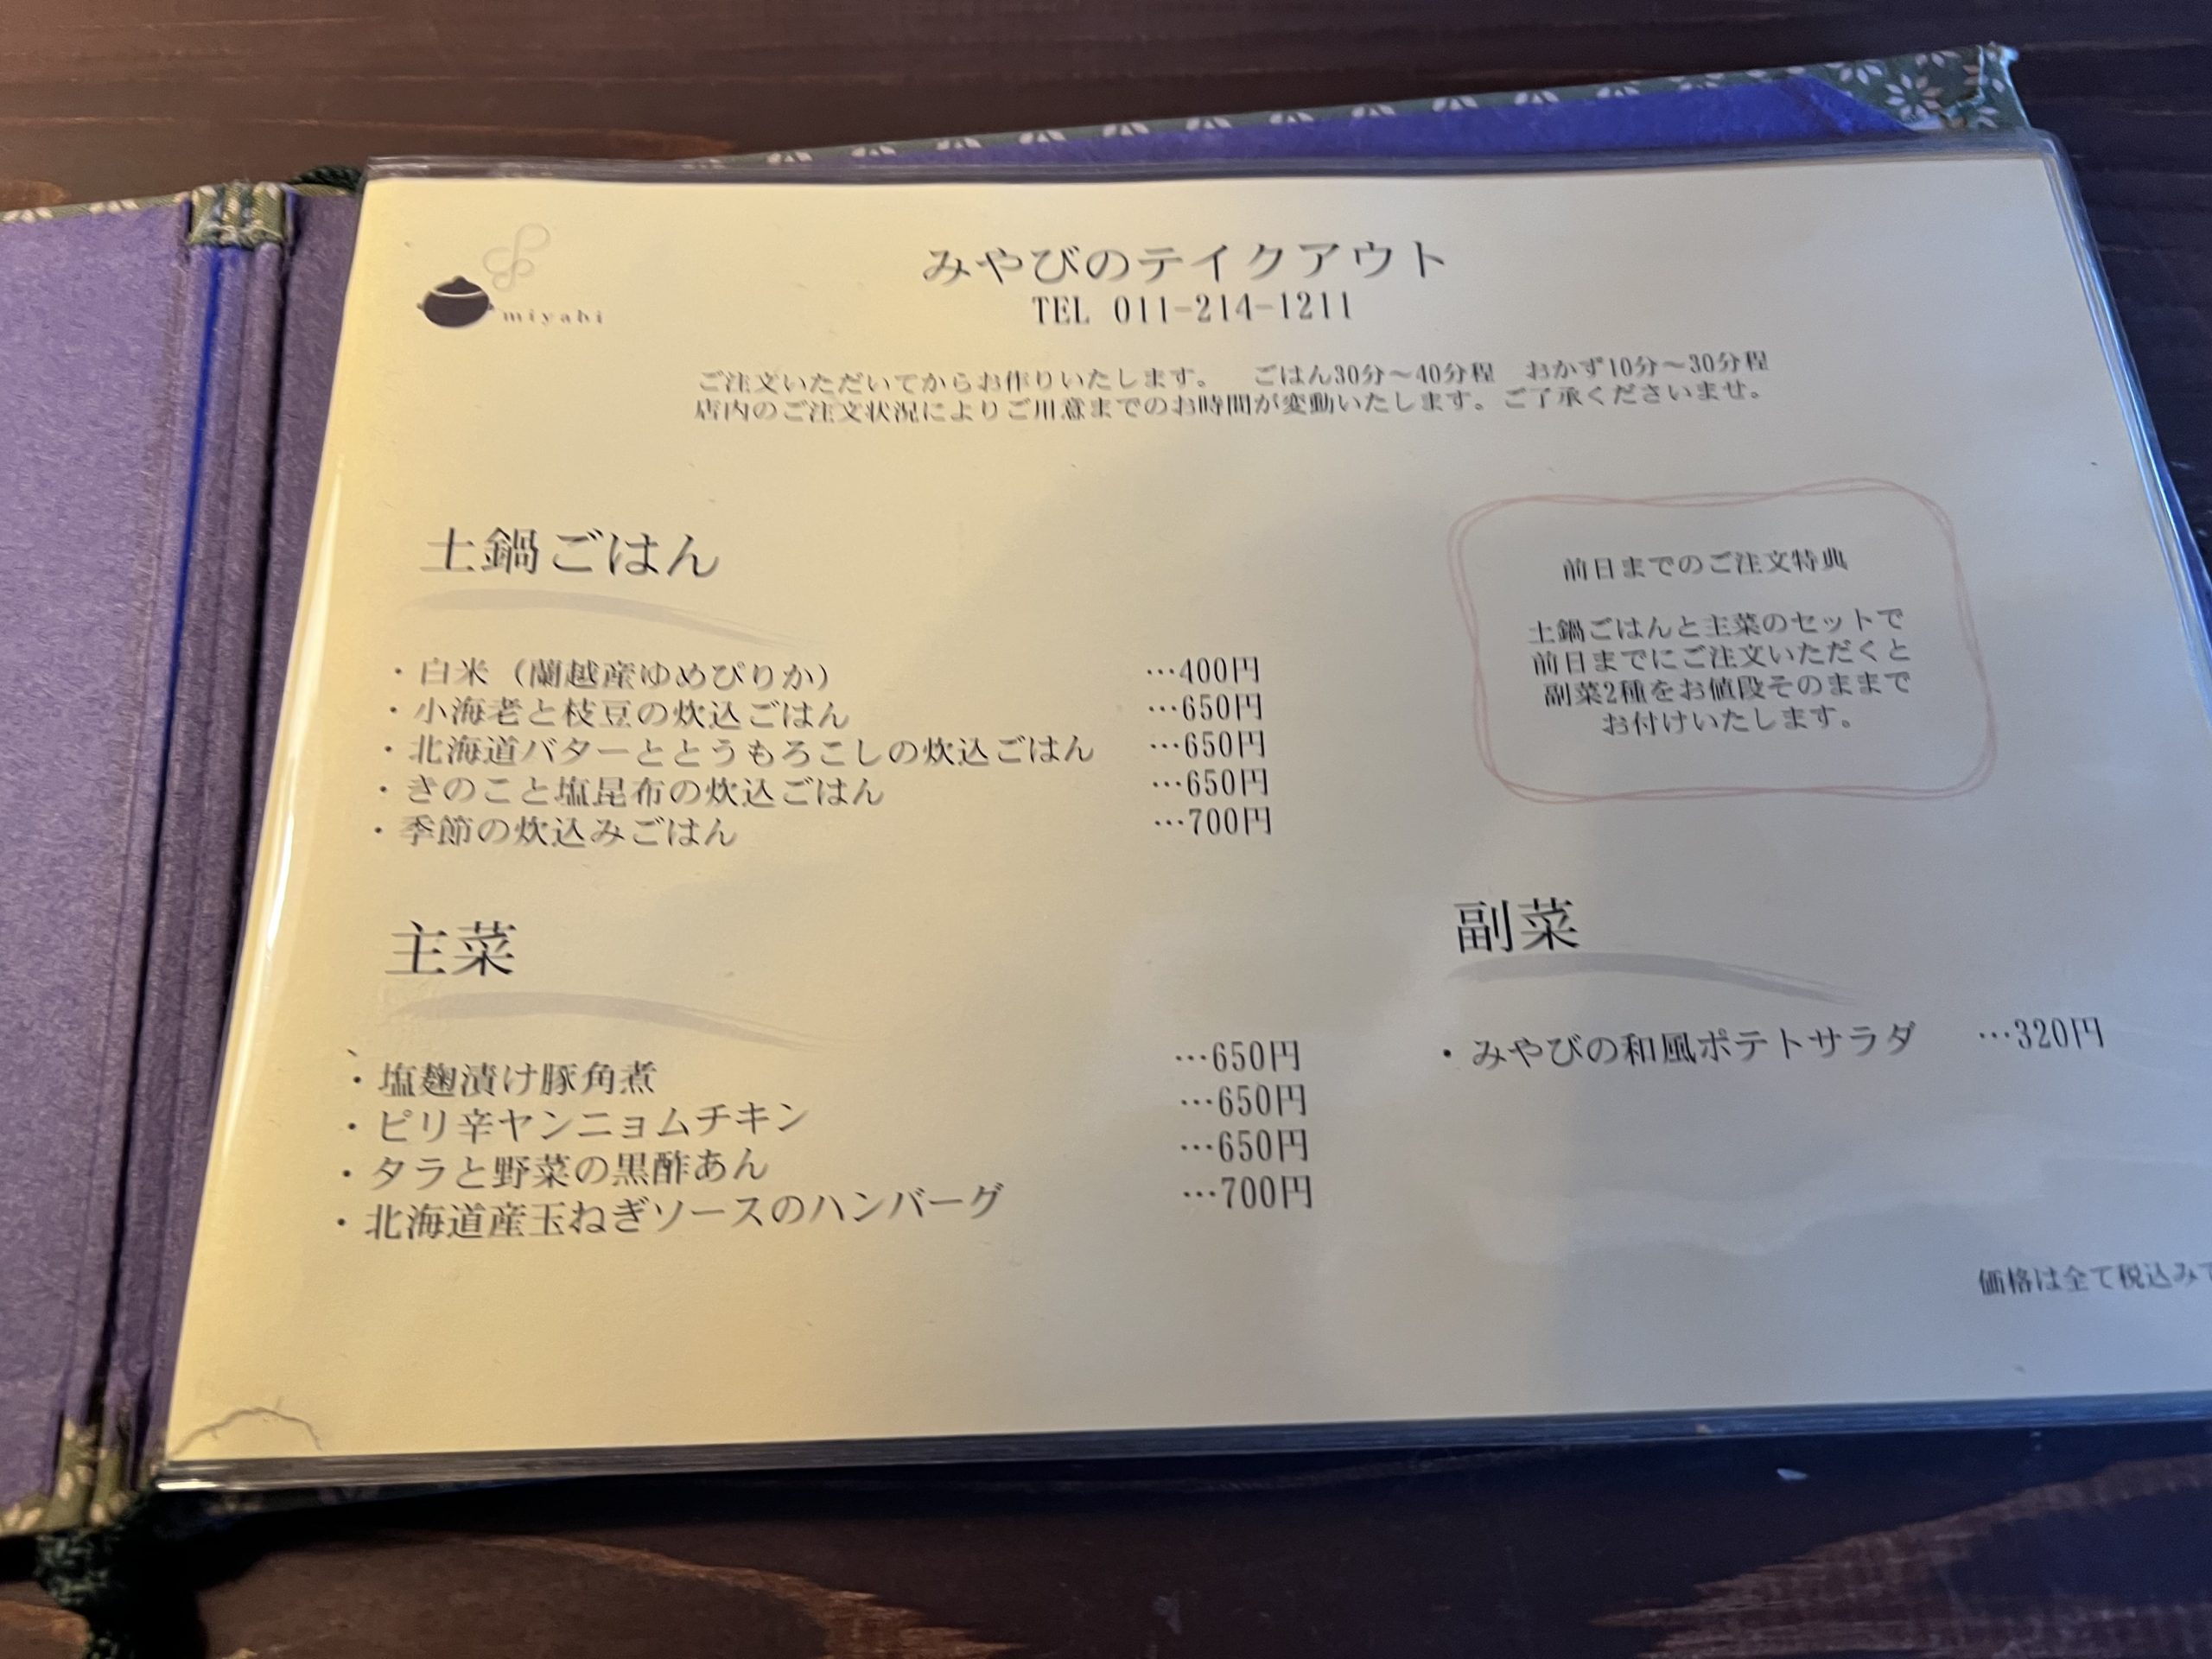 miyabi
みやびのテイクアウト
TEL 011-214-1211
ご注文いただいてからお作りいたします。 ごはん30分～40分程 おかず10分～30分程
店内のご注文状況によりご用意までのお時間が変動いたします。ご了承くださいませ。
土鍋ごはん
・白米（蘭越産ゆめぴりか） …400円
・小海老と枝豆の炊込ごはん …650円
・北海道バターととうもろこしの炊込ごはん …650円
・きのこと塩昆布の炊込ごはん …650円
・季節の炊込みごはん …700円
前日までのご注文特典
土鍋ごはんと主菜のセットで
前日までにご注文いただくと
副菜2種をお値段そのままで
お付けいたします。
主菜
、
・塩麹漬け豚角煮 …650円
・ピリ辛ヤンニョムチキン …650円
・タラと野菜の黒酢あん …650円
・北海道産玉ねぎソースのハンバーグ …700円
副菜
・みやびの和風ポテトサラダ …320円
価格は全て税込みで